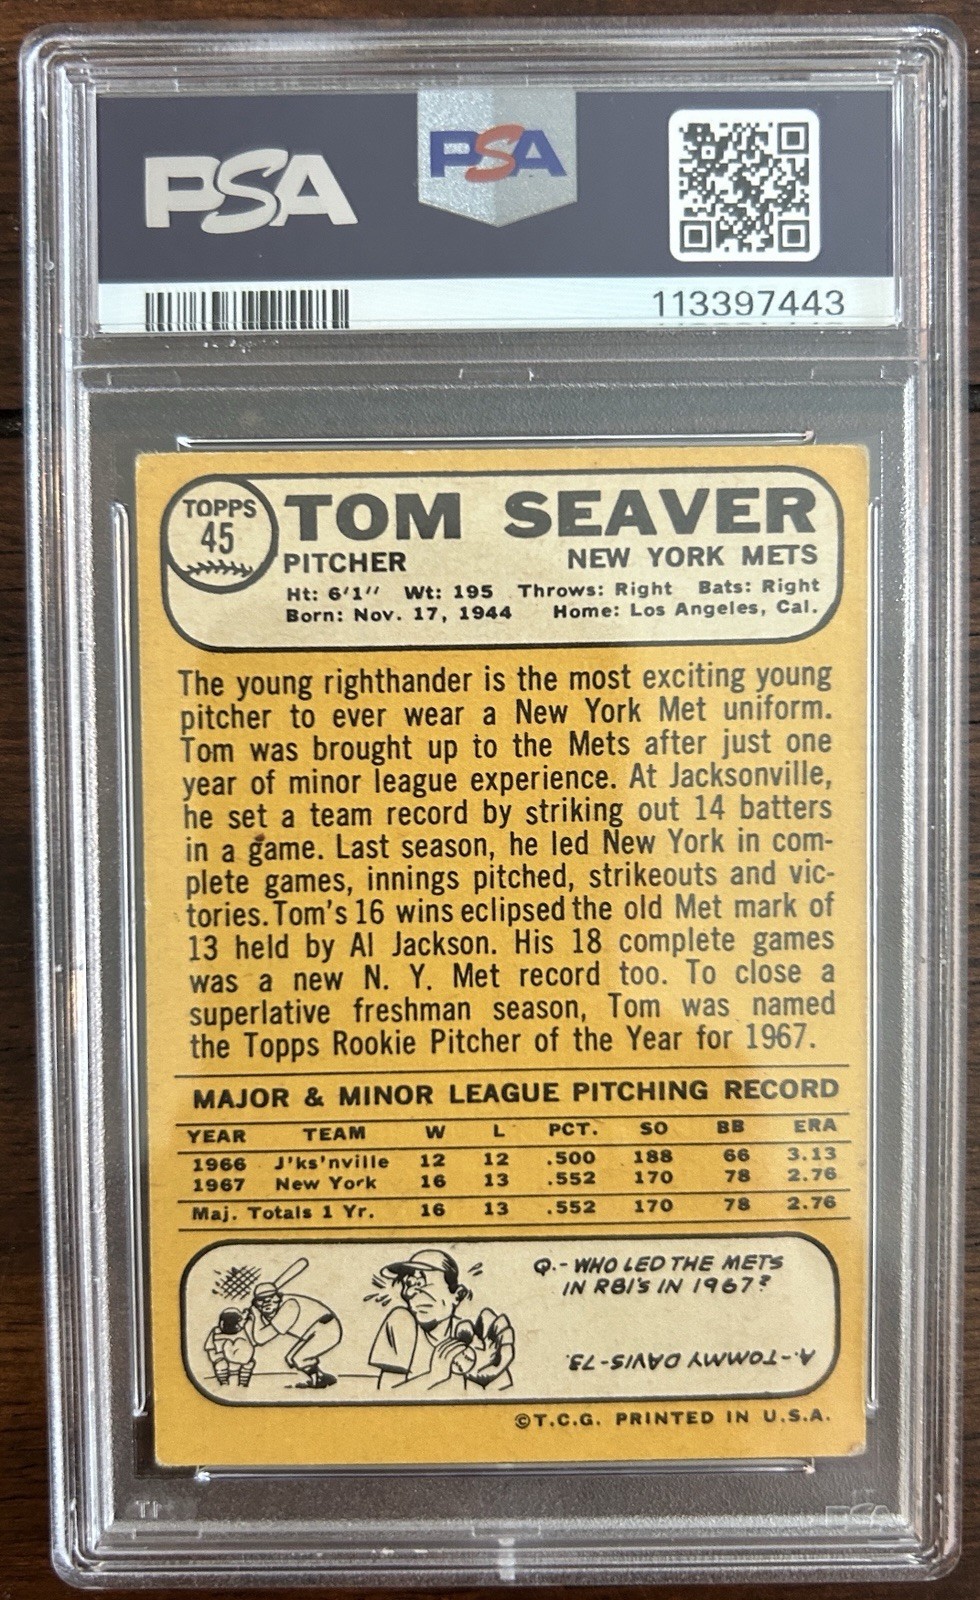 PSA
PSA
113397443
TOPPS
45
TOM SEAVER
PITCHER NEW YORK METS
Ht: 6'1" Wt: 195 Throws: Right Bats: Right
Born: Nov. 17, 1944 Home: Los Angeles, Cal.
The young righthander is the most exciting young
pitcher to ever wear a New York Met uniform.
Tom was brought up to the Mets after just one
year of minor league experience. At Jacksonville,
he set a team record by striking out 14 batters
in a game. Last season, he led New York in com-
plete games, innings pitched, strikeouts and vic-
tories. Tom's 16 wins eclipsed the old Met mark of
13 held by Al Jackson. His 18 complete games
was a new N. Y. Met record too. To close a
superlative freshman season, Tom was named
the Topps Rookie Pitcher of the Year for 1967.
MAJOR & MINOR LEAGUE PITCHING RECORD
YEAR TEAM W L PCT. SO BB ERA
1966 J'ks'nville 12 12 .500 188 66 3.13
1967 New York 16 13 .552 170 78 2.76
Maj. Totals 1 Yr. 16 13 .552 170 78 2.76
Q.-WHO LED THE METS
IN RBI'S IN 1967?
A.-TOMMY DAVIS-73.
©T.C.G. PRINTED IN U.S.A.
PSA